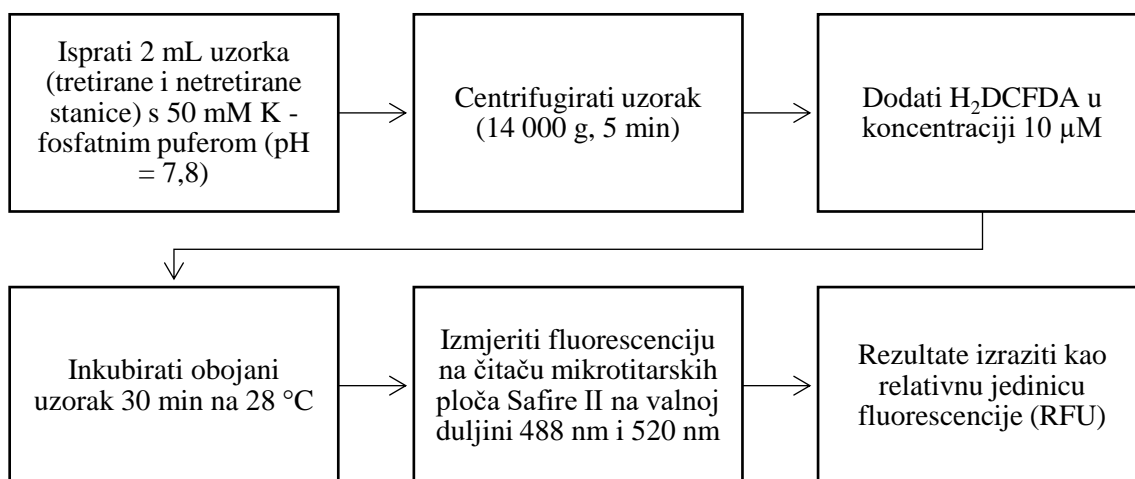 Isprati 2 mL uzorka
(tretirane i netretirane
stanice) s 50 mM K -
fosfatnim puferom (pH
= 7,8)
Centrifugirati uzorak
(14 000 g, 5 min)
Dodati H₂DCFDA u
koncentraciji 10 µM
Inkubirati obojani
uzorak 30 min na 28 °C
Izmjeriti fluorescenciju
na čitaču mikrotitarskih
ploča Safire II na valnoj
duljini 488 nm i 520 nm
Rezultate izraziti kao
relativnu jedinicu
fluorescencije (RFU)